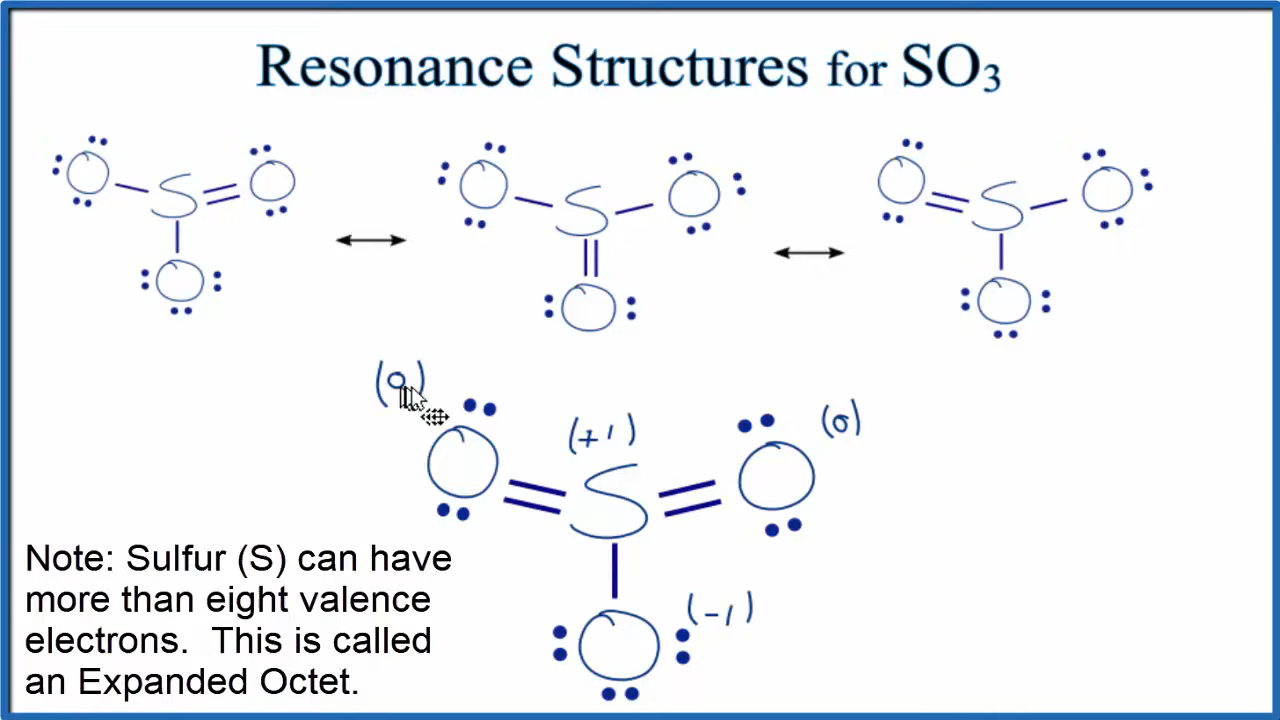 Resonance Structures for SO₃
O S O O S O O S O
O O O
(0)
(+1) (0)
O S O
Note: Sulfur (S) can have
more than eight valence
electrons. This is called
an Expanded Octet.
(-1)
O